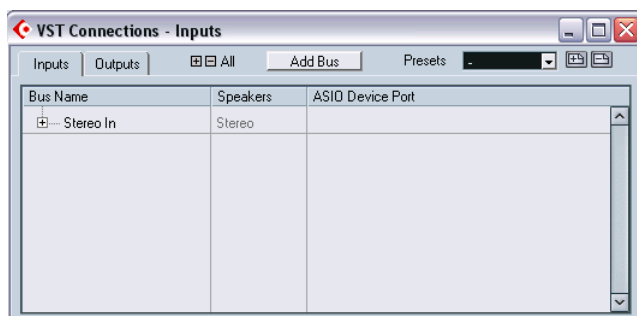 VST Connections - Inputs
Inputs Outputs All Add Bus Presets -
Bus Name Speakers ASIO Device Port
Stereo In Stereo